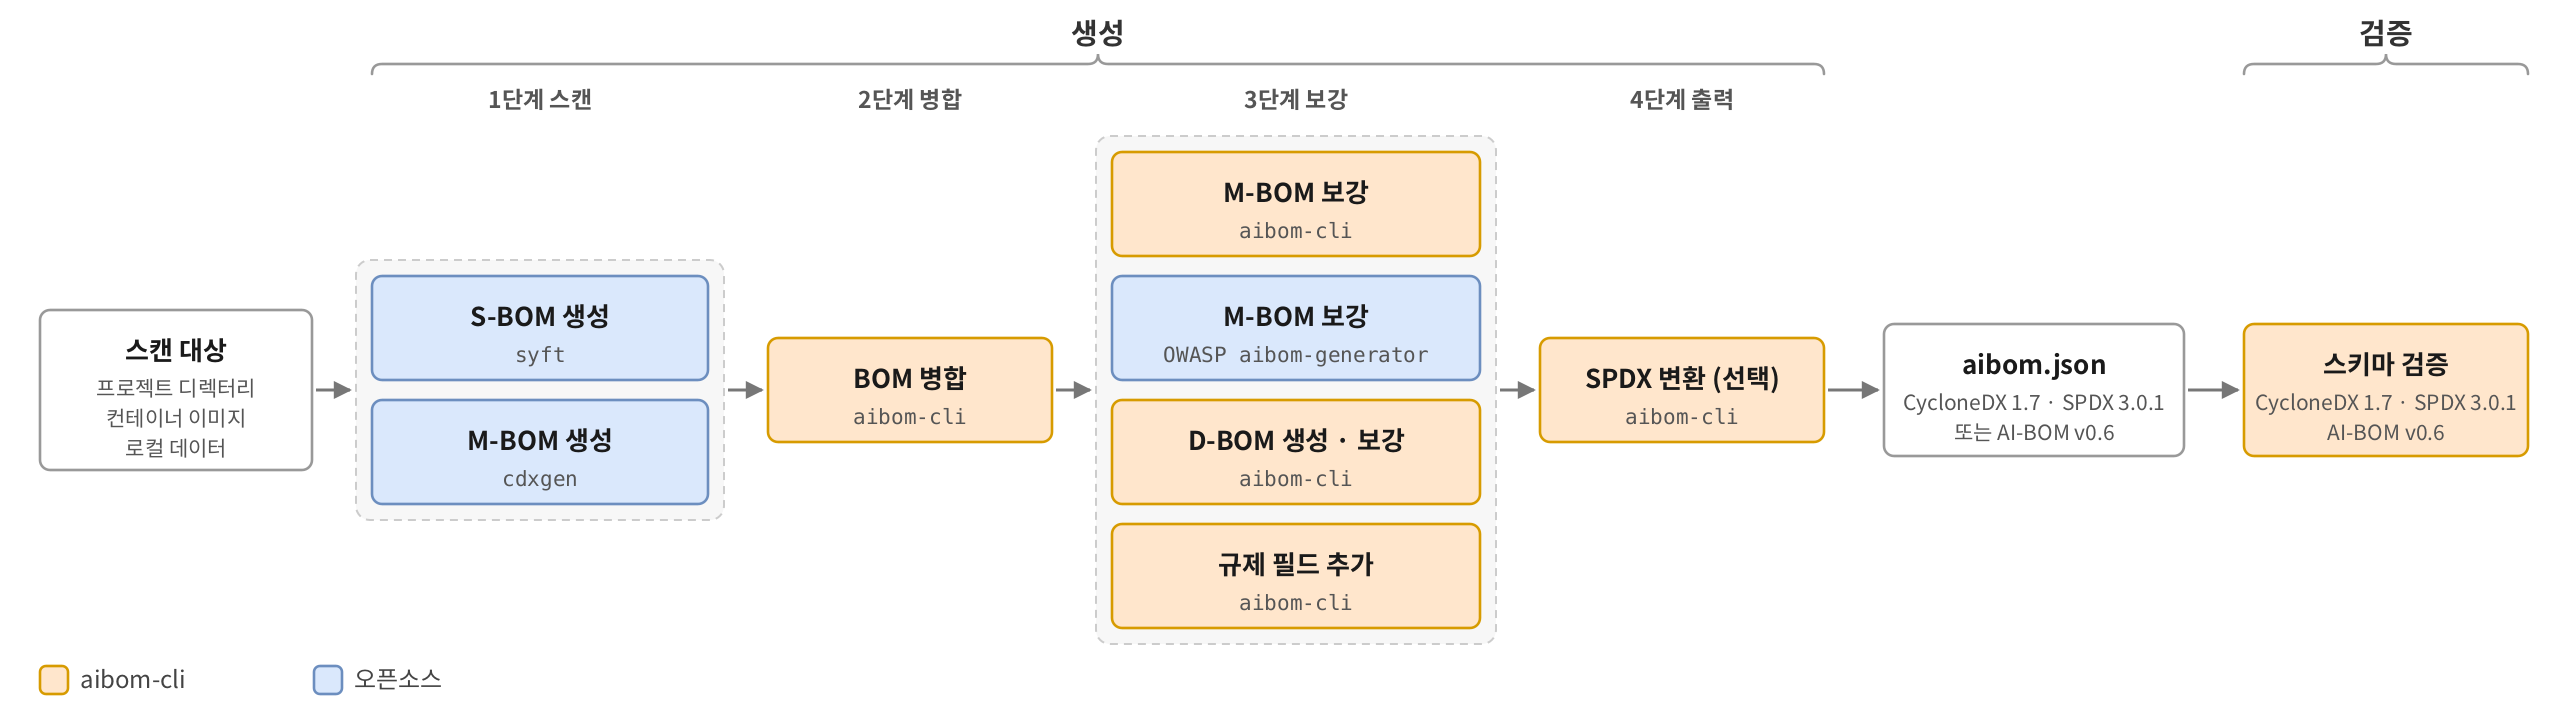 생성
검증
1단계 스캔
2단계 병합
3단계 보강
4단계 출력
스캔 대상
프로젝트 디렉터리
컨테이너 이미지
로컬 데이터
S-BOM 생성
syft
M-BOM 생성
cdxgen
BOM 병합
aibom-cli
M-BOM 보강
aibom-cli
M-BOM 보강
OWASP aibom-generator
D-BOM 생성 · 보강
aibom-cli
규제 필드 추가
aibom-cli
SPDX 변환 (선택)
aibom-cli
aibom.json
CycloneDX 1.7 · SPDX 3.0.1
또는 AI-BOM v0.6
스키마 검증
CycloneDX 1.7 · SPDX 3.0.1
AI-BOM v0.6
aibom-cli
오픈소스